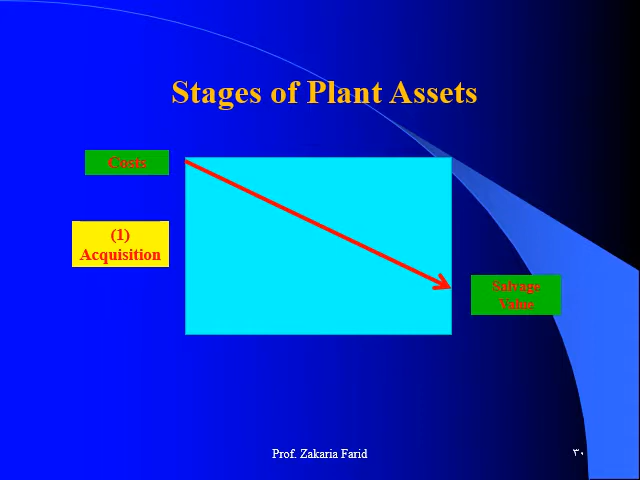 Stages of Plant Assets
Costs
(1)
Acquisition
Salvage
Value
Prof. Zakaria Farid
٣٠